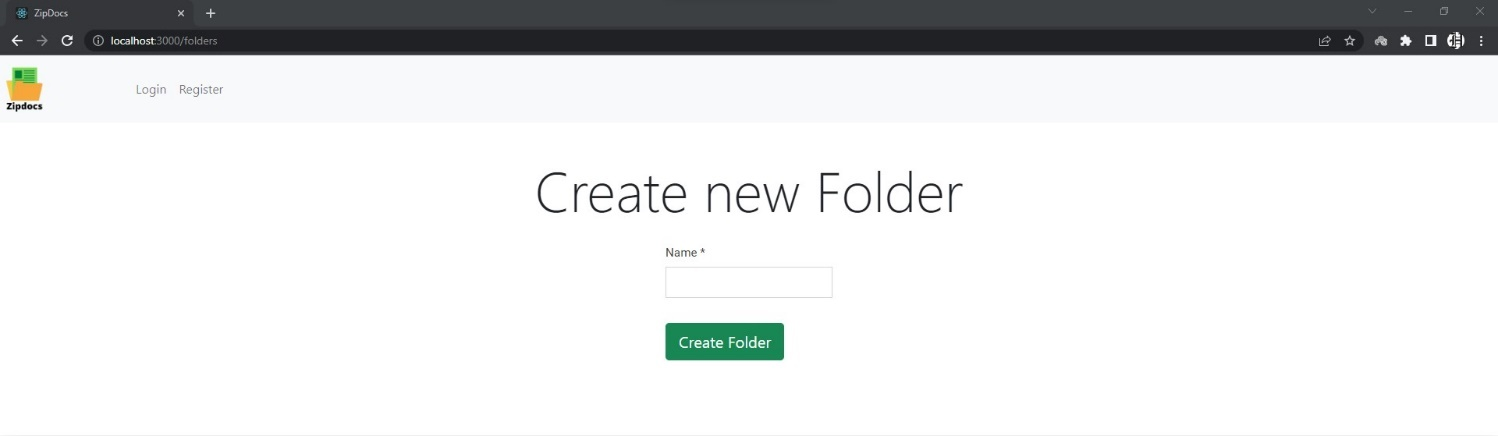 ZipDocs
localhost:3000/folders
Zipdocs
Login Register
Create new Folder
Name *
Create Folder